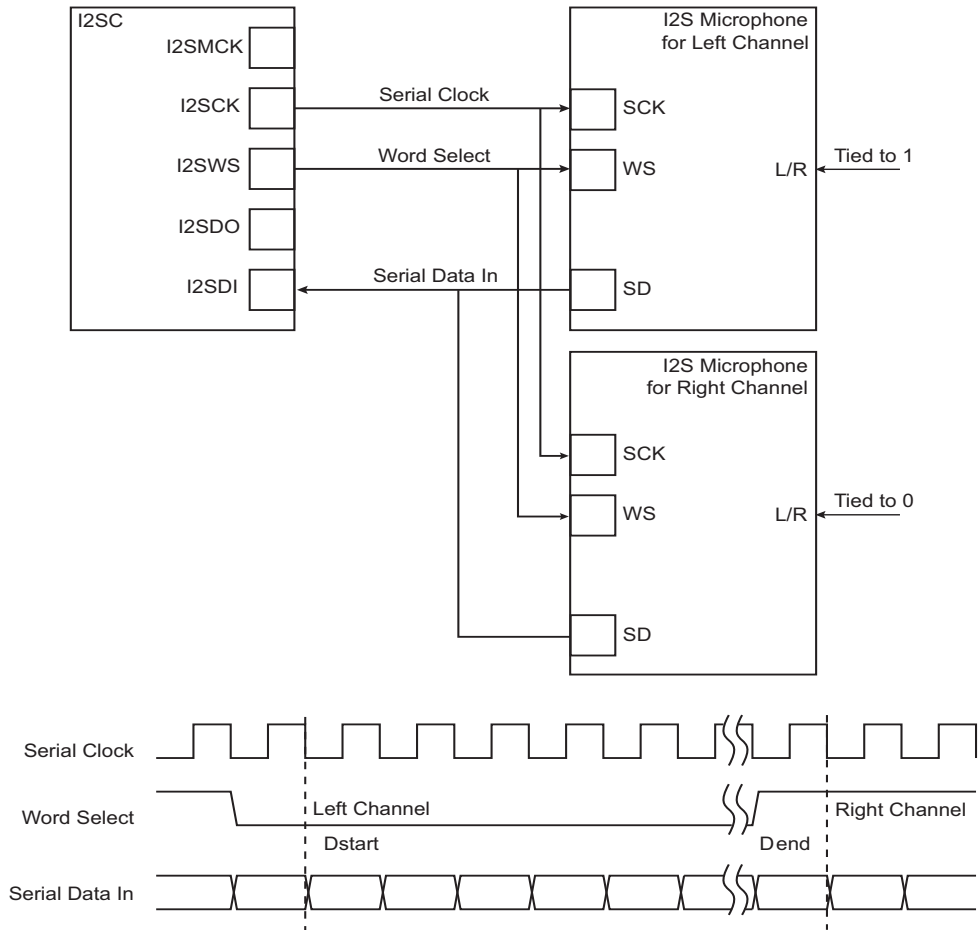 I2SC
I2SMCK
I2SCK
I2SWS
I2SDO
I2SDI
Serial Clock
Word Select
Serial Data In
I2S Microphone
for Left Channel
SCK
WS
L/R
SD
Tied to 1
I2S Microphone
for Right Channel
SCK
WS
L/R
SD
Tied to 0
Serial Clock
Word Select
Left Channel
Right Channel
Dstart
Dend
Serial Data In